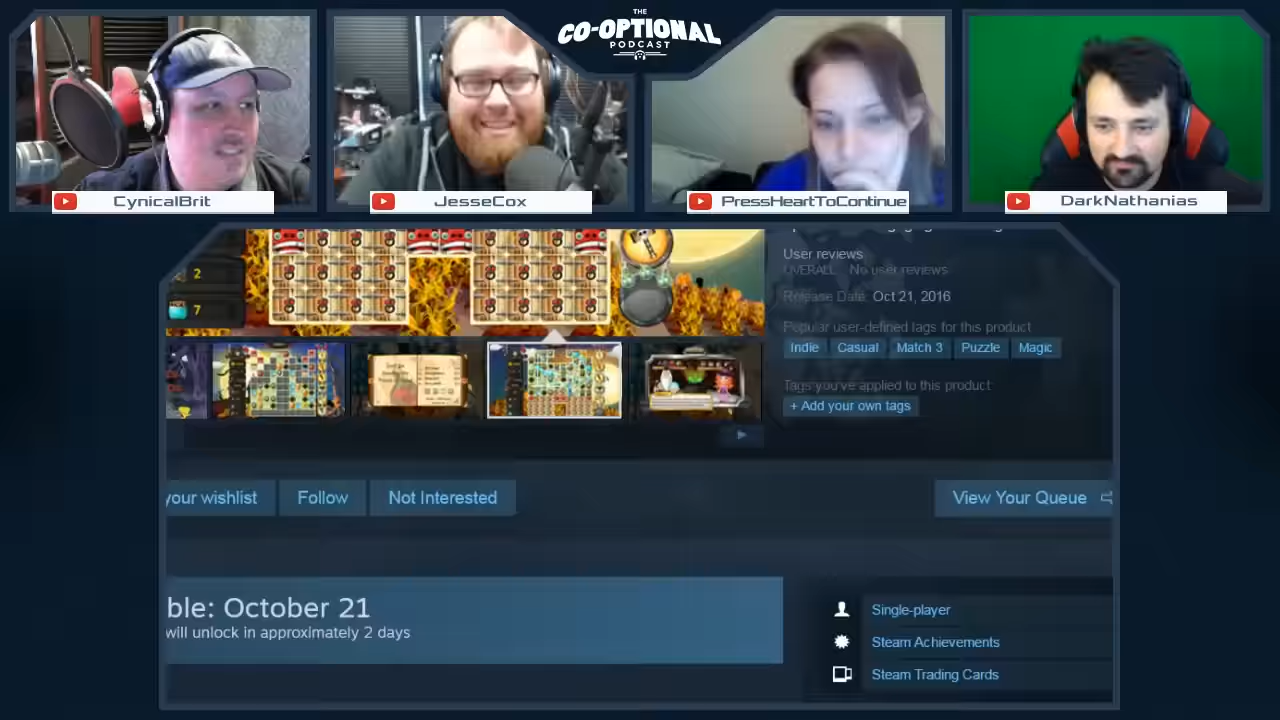 THE
CO-OPTIONAL
PODCAST
CynicalBrit
JesseCox
PressHeartToContinue
DarkNathanias
2
7
User reviews
OVERALL No user reviews
Release Date: Oct 21, 2016
Popular user-defined tags for this product
Indie Casual Match 3 Puzzle Magic
Tags you've applied to this product
+ Add your own tags
your wishlist Follow Not Interested View Your Queue
ble: October 21
will unlock in approximately 2 days
Single-player
Steam Achievements
Steam Trading Cards